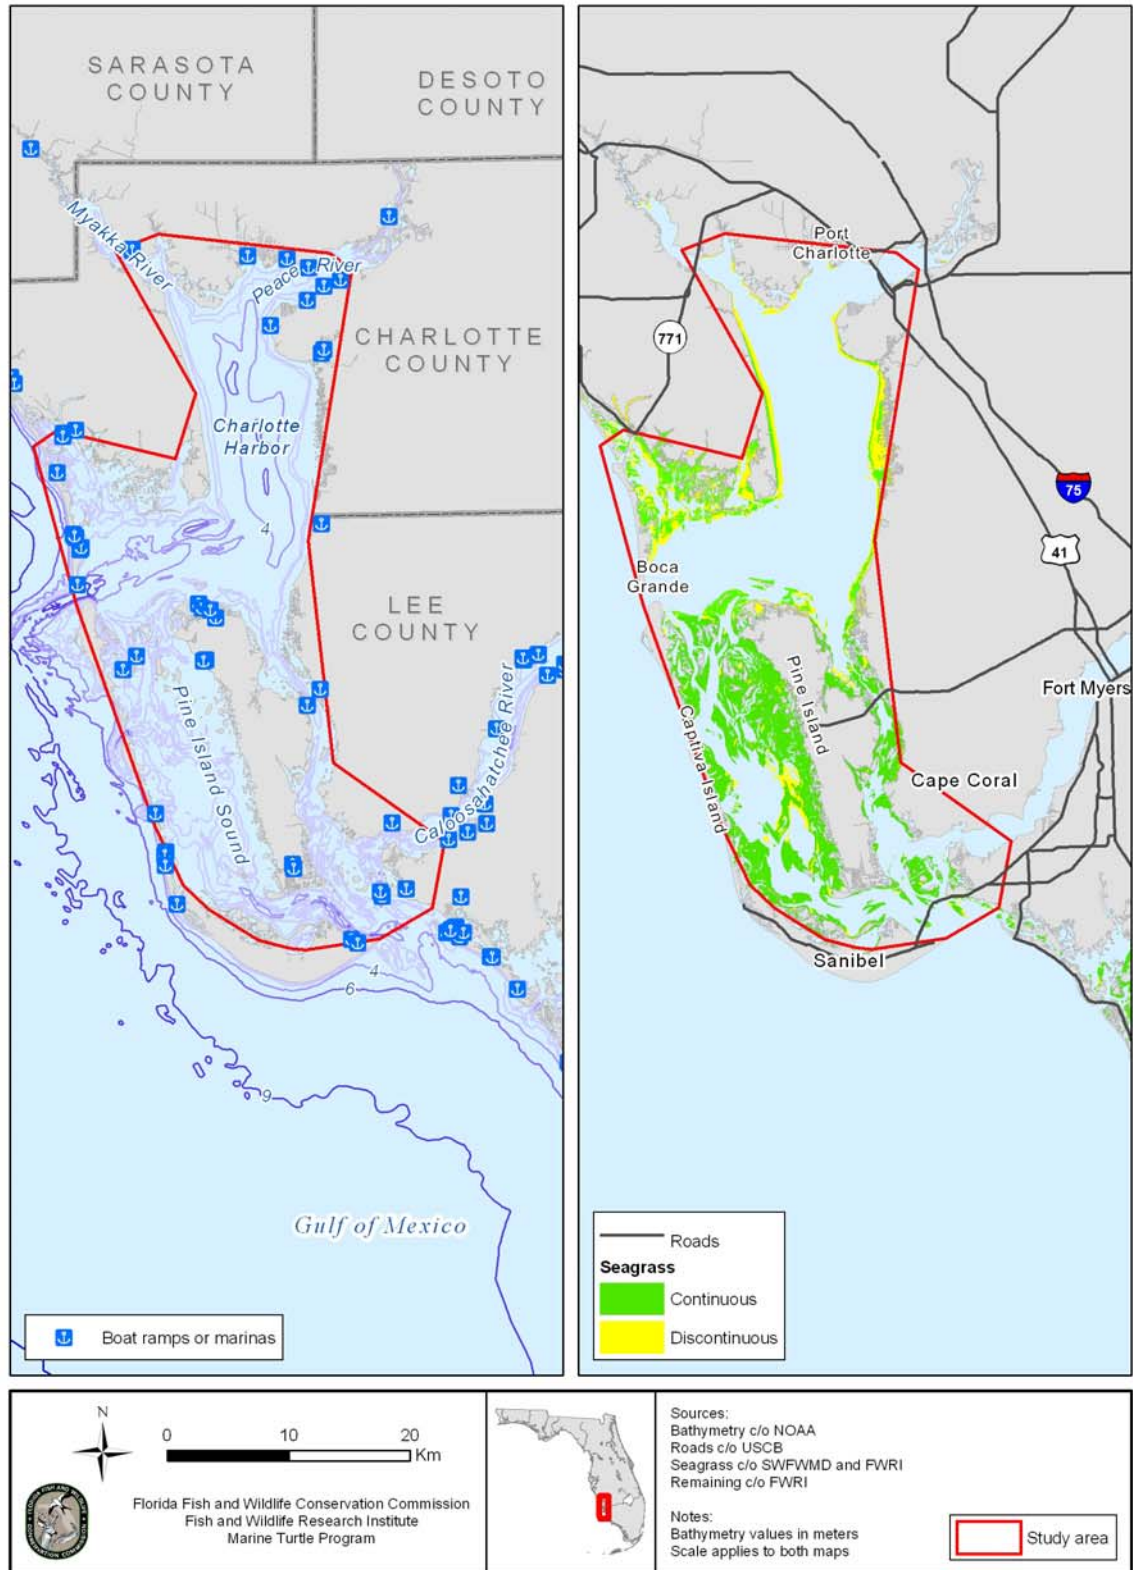 SARASOTA
COUNTY
DESOTO
COUNTY
Myakka River
Peace River
CHARLOTTE
COUNTY
Charlotte
Harbor
4
LEE
COUNTY
Pine Island Sound
Caloosahatchee River
4
6
9
Gulf of Mexico
Boat ramps or marinas
Port
Charlotte
771
75
41
Boca
Grande
Pine Island
Fort Myers
Captiva Island
Cape Coral
Sanibel
Roads
Seagrass
Continuous
Discontinuous
N
0 10 20
Km
Florida Fish and Wildlife Conservation Commission
Fish and Wildlife Research Institute
Marine Turtle Program
Sources:
Bathymetry c/o NOAA
Roads c/o USCB
Seagrass c/o SWFWMD and FWRI
Remaining c/o FWRI
Notes:
Bathymetry values in meters
Scale applies to both maps
Study area